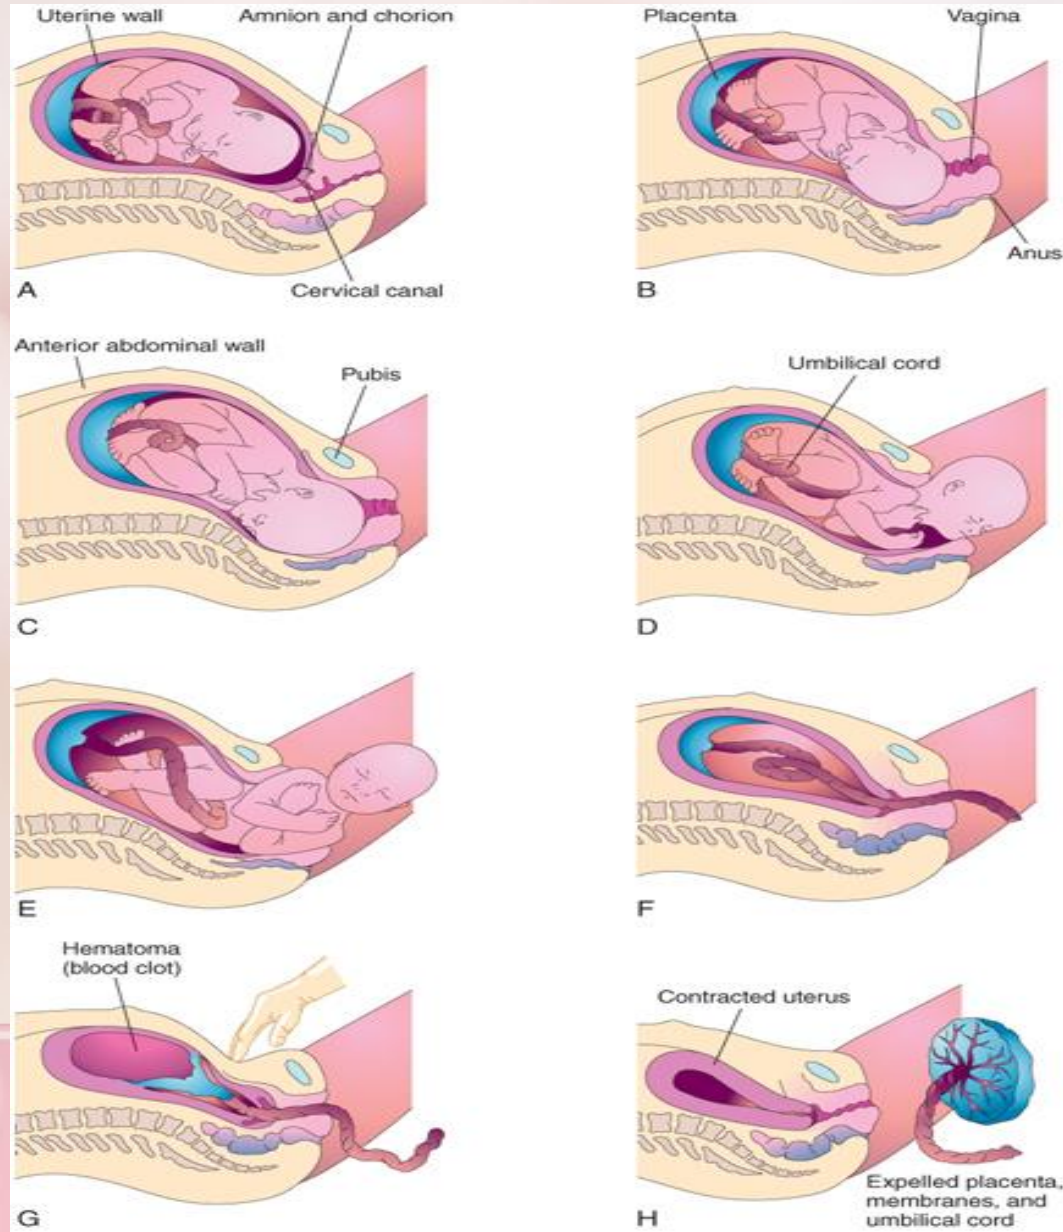 Uterine wall
Amnion and chorion
Cervical canal
A
Placenta
Vagina
Anus
B
Anterior abdominal wall
Pubis
C
Umbilical cord
D
E
F
Hematoma
(blood clot)
G
Contracted uterus
Expelled placenta,
membranes, and
umbilical cord
H